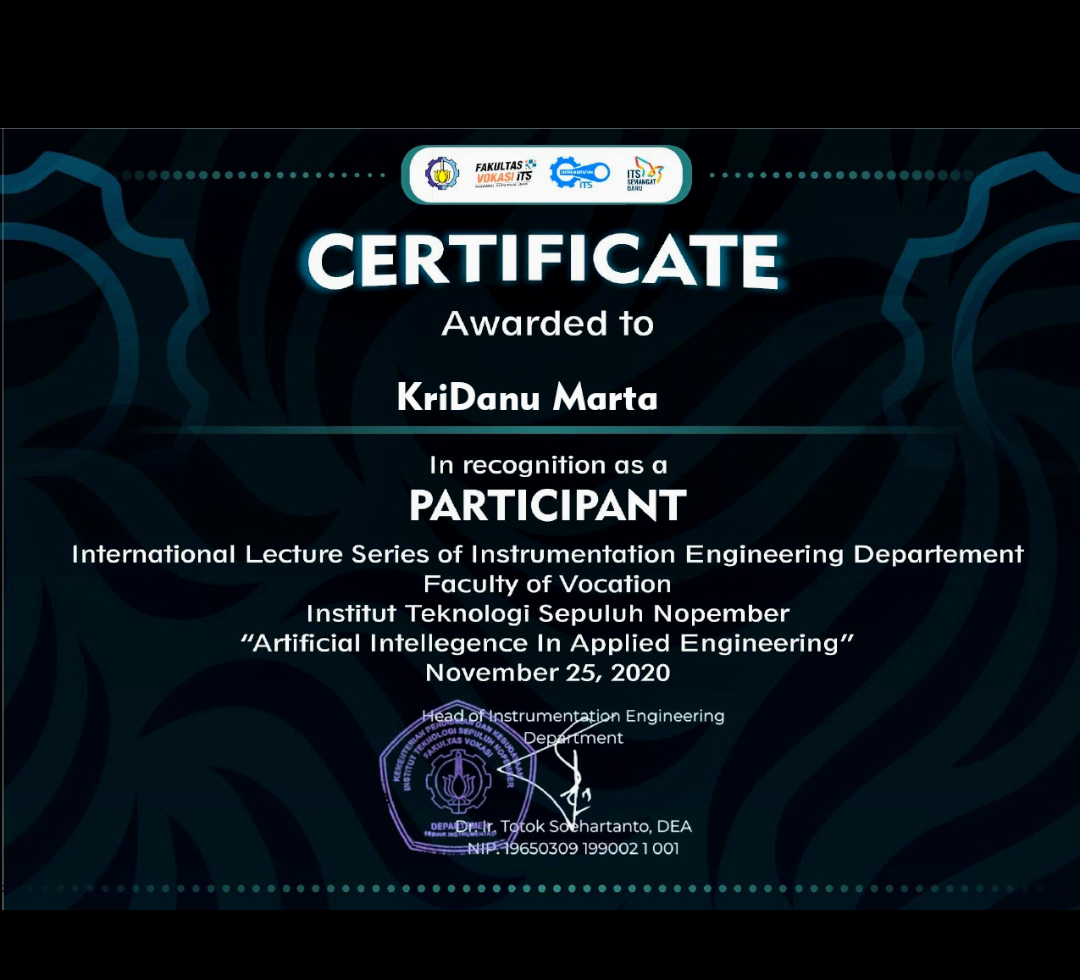 FAKULTAS
VOKASI ITS
INSTRUMENTASI
ITS
ITS
SEMANGAT
BARU
CERTIFICATE
Awarded to
KriDanu Marta
In recognition as a
PARTICIPANT
International Lecture Series of Instrumentation Engineering Departement
Faculty of Vocation
Institut Teknologi Sepuluh Nopember
“Artificial Intellegence In Applied Engineering”
November 25, 2020
Head of Instrumentation Engineering
Department
KEMENTERIAN PENDIDIKAN DAN KEBUDAYAAN
INSTITUT TEKNOLOGI SEPULUH NOPEMBER
FAKULTAS VOKASI
DEPARTEMEN
TEKNIK INSTRUMENTASI
Dr. Ir. Totok Soehartanto, DEA
NIP. 19650309 199002 1 001